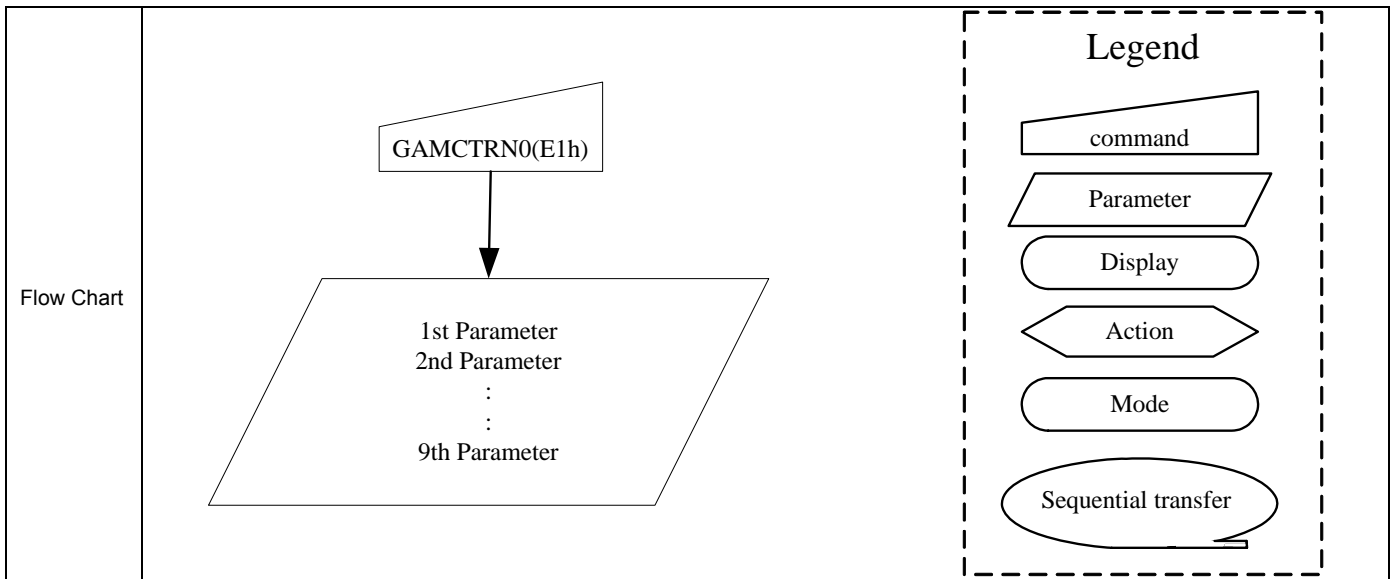 Flow Chart
GAMCTRN0(E1h)
1st Parameter
2nd Parameter
:
:
9th Parameter
Legend
command
Parameter
Display
Action
Mode
Sequential transfer